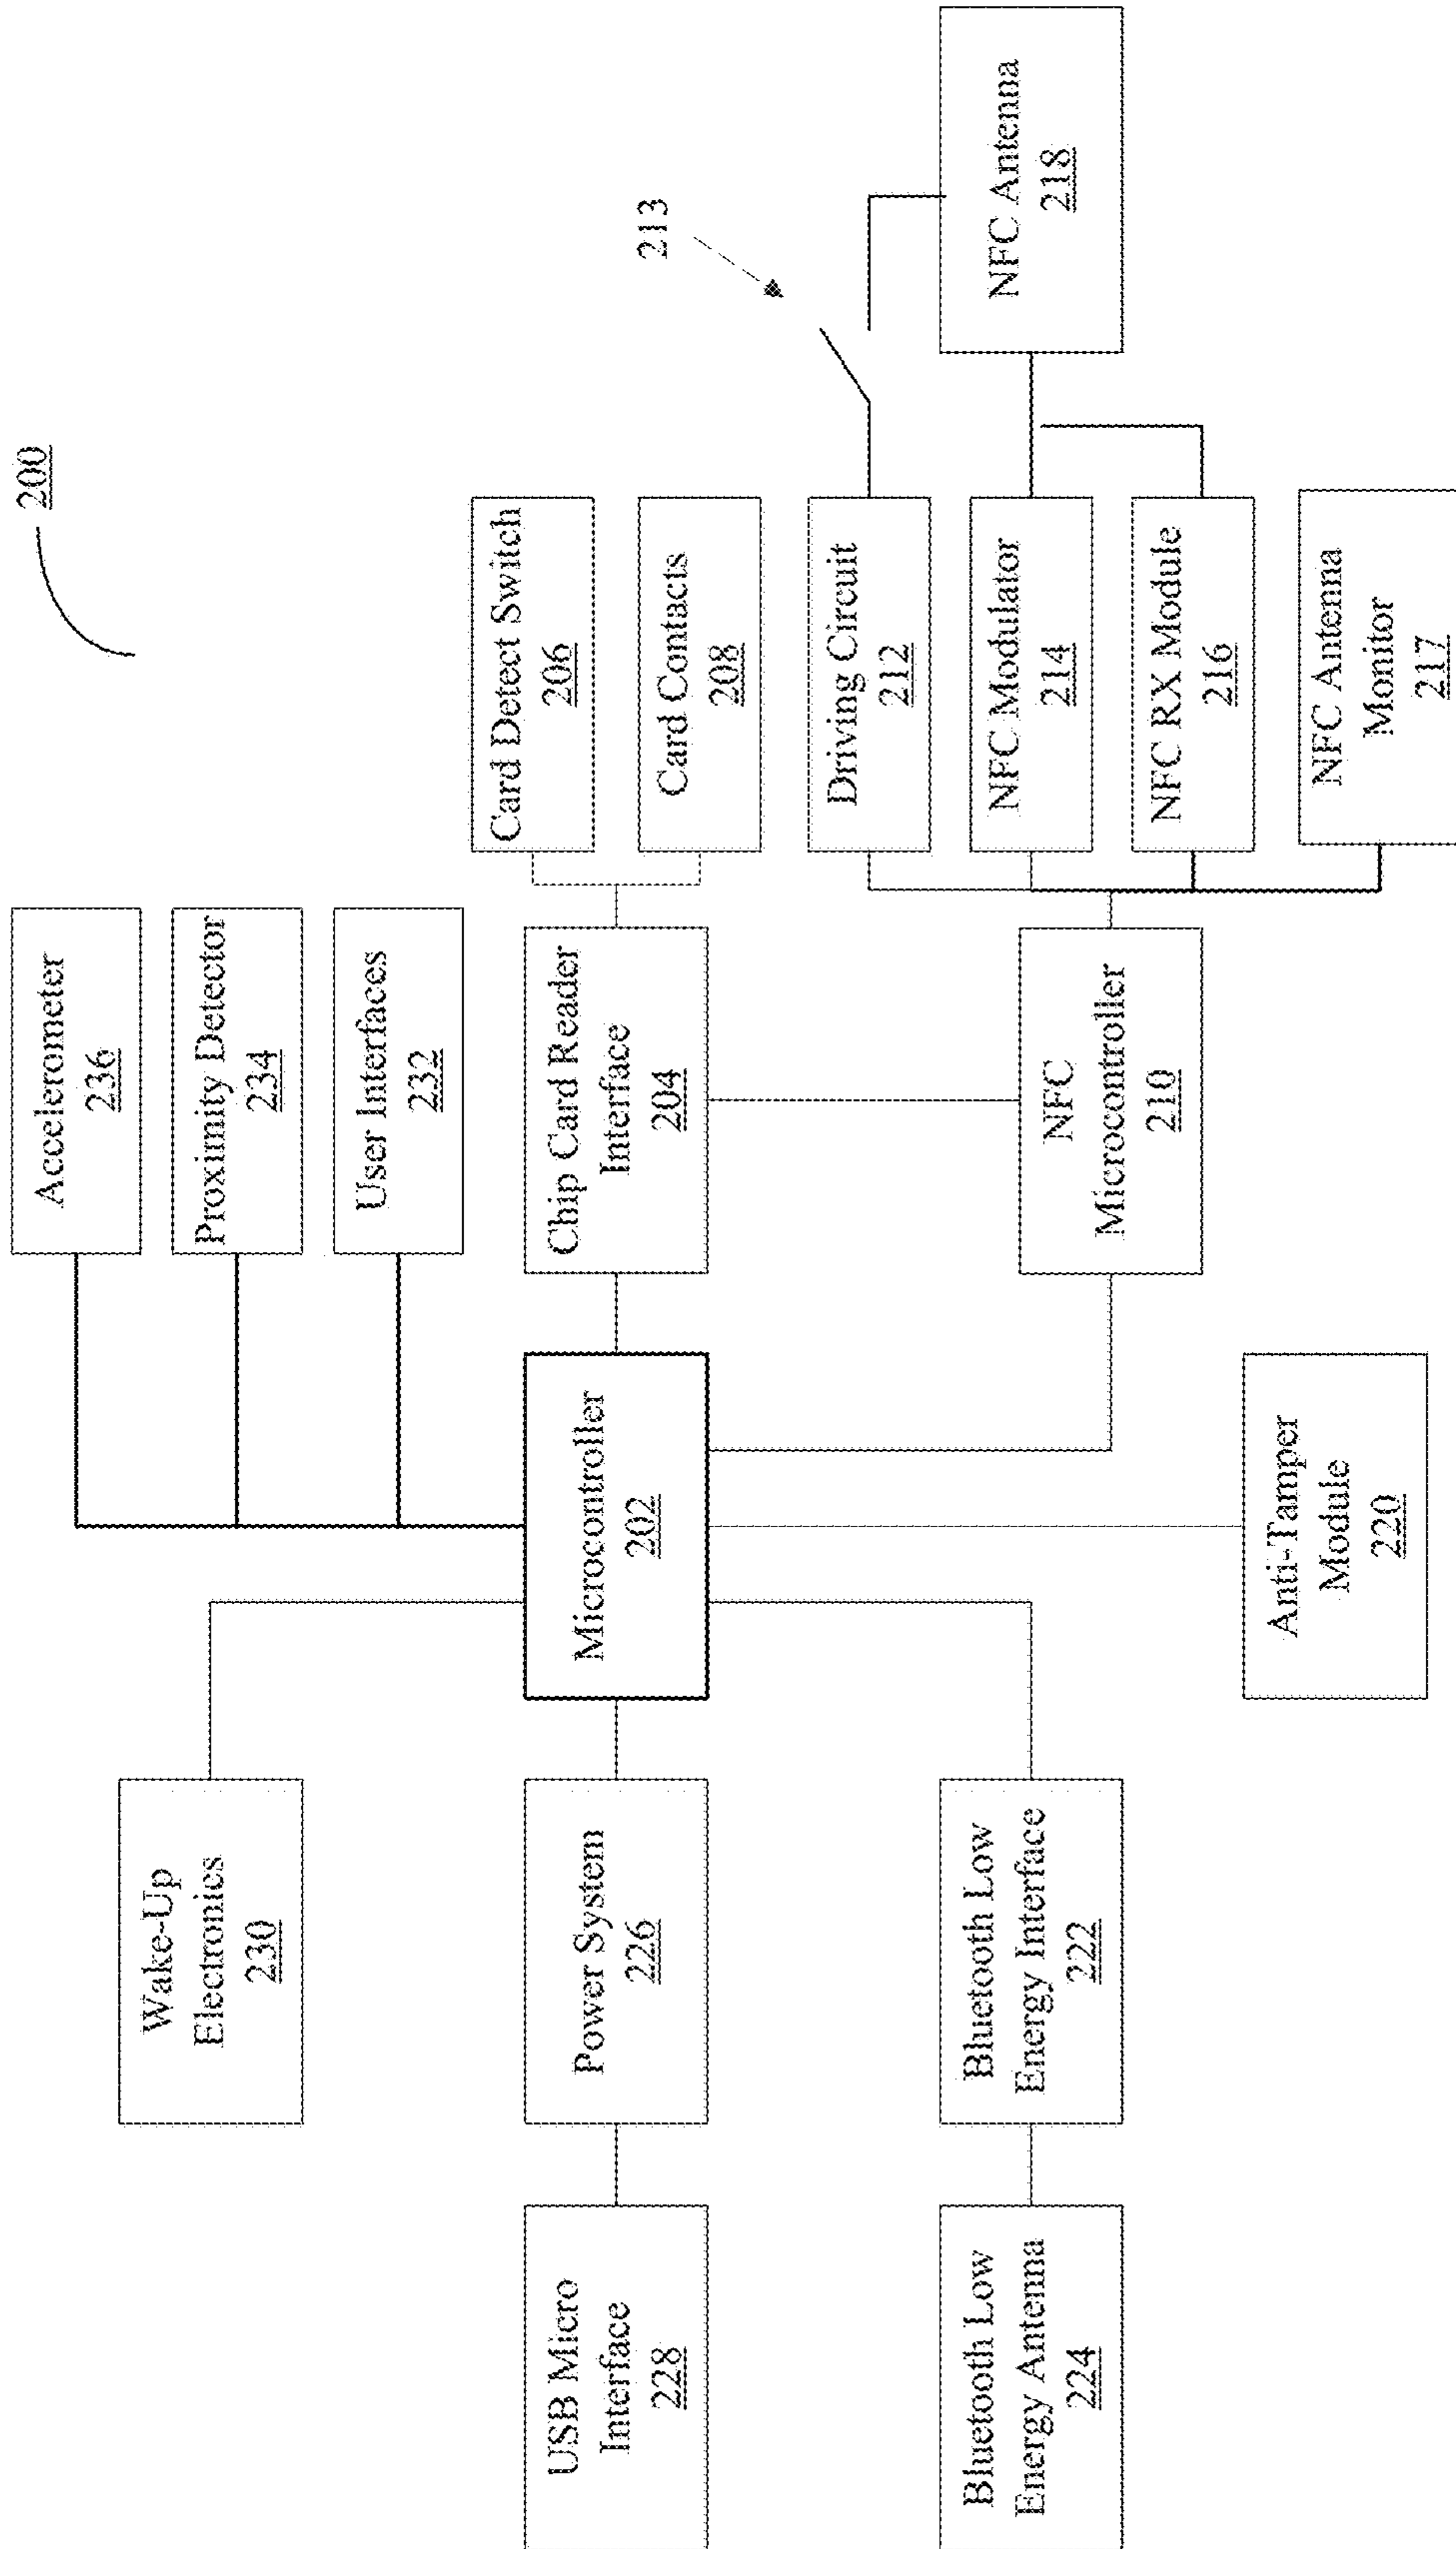 200
Accelerometer
236
Proximity Detector
234
User Interfaces
232
Wake-Up
Electronics
230
USB Micro
Interface
228
Power System
226
Microcontroller
202
Chip Card Reader
Interface
204
Card Detect Switch
206
Card Contacts
208
213
Driving Circuit
212
NFC Modulator
214
NFC RX Module
216
NFC Antenna
Monitor
217
NFC Antenna
218
NFC
Microcontroller
210
Bluetooth Low
Energy Antenna
224
Bluetooth Low
Energy Interface
222
Anti-Tamper
Module
220